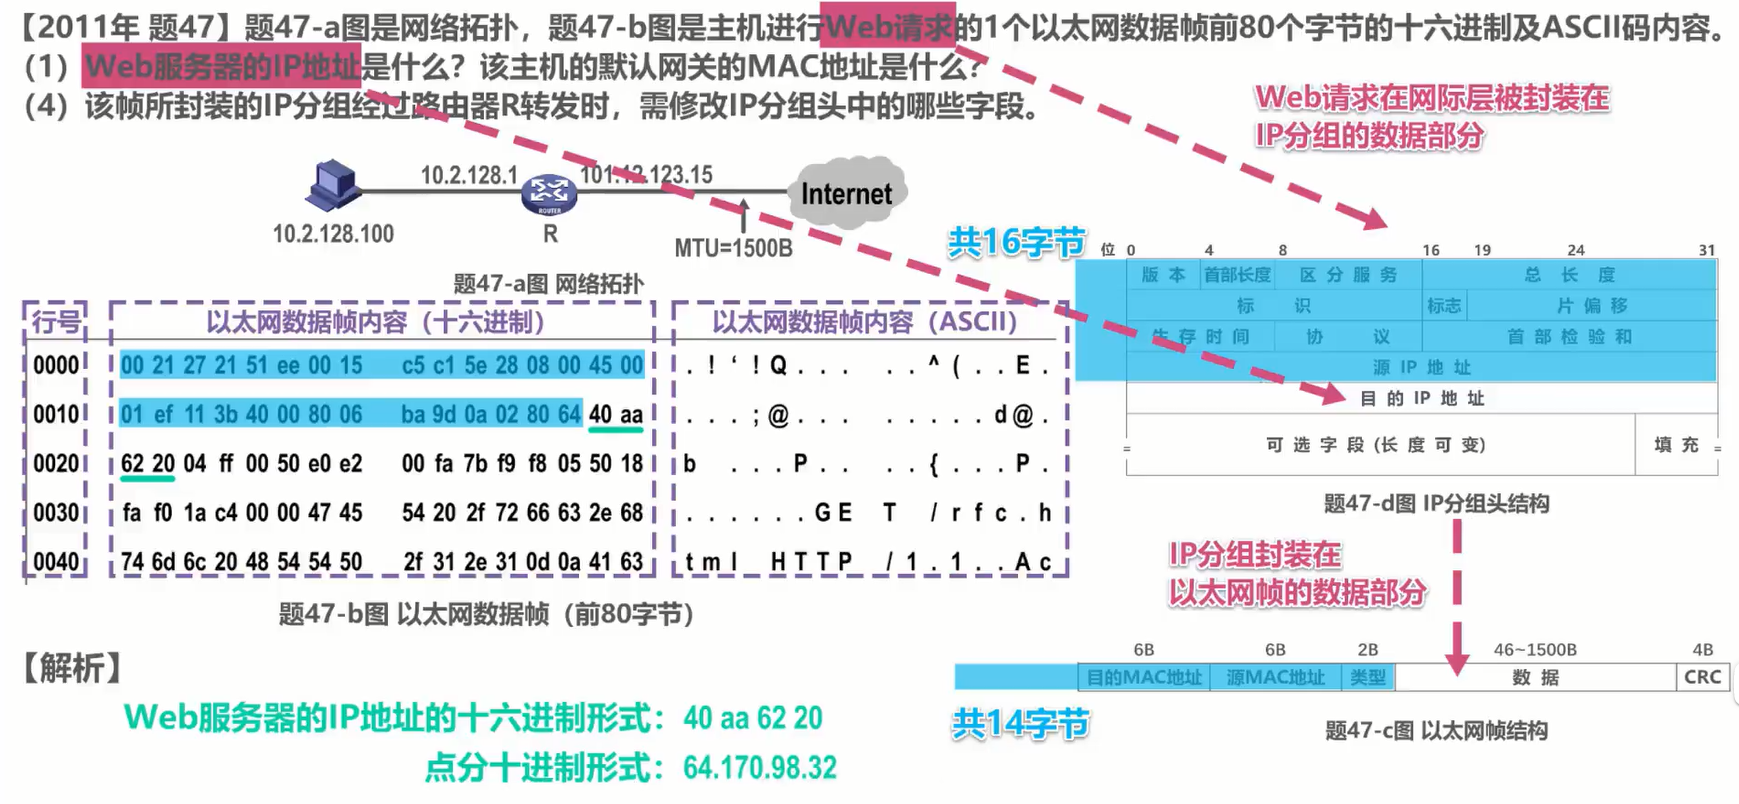 【2011年 题47】题47-a图是网络拓扑，题47-b图是主机进行Web请求的1个以太网数据帧前80个字节的十六进制及ASCII码内容。
（1）Web服务器的IP地址是什么？该主机的默认网关的MAC地址是什么？
（4）该帧所封装的IP分组经过路由器R转发时，需修改IP分组头中的哪些字段。
Web请求在网际层被封装在
IP分组的数据部分
10.2.128.1
101.12.123.15
Internet
ROUTER
10.2.128.100
R
MTU=1500B
题47-a图 网络拓扑
共16字节
位 0 4 8 16 19 24 31
版 本 首部长度 区 分 服 务 总 长 度
标 识 标志 片 偏 移
生 存 时 间 协 议 首 部 检 验 和
源 IP 地 址
目 的 IP 地 址
可 选 字 段 (长 度 可 变) 填 充
题47-d图 IP分组头结构
行号 以太网数据帧内容（十六进制） 以太网数据帧内容（ASCII）
0000 00 21 27 21 51 ee 00 15 c5 c1 5e 28 08 00 45 00 . ! ‘ ! Q . . . . . ^ ( . . E .
0010 01 ef 11 3b 40 00 80 06 ba 9d 0a 02 80 64 40 aa . . . ; @ . . . . . . . . d @ .
0020 62 20 04 ff 00 50 e0 e2 00 fa 7b f9 f8 05 50 18 b . . . P . . . . { . . . P .
0030 fa f0 1a c4 00 00 47 45 54 20 2f 72 66 63 2e 68 . . . . . . G E T / r f c . h
0040 74 6d 6c 20 48 54 54 50 2f 31 2e 31 0d 0a 41 63 t m l H T T P / 1 . 1 . . A c
题47-b图 以太网数据帧（前80字节）
IP分组封装在
以太网帧的数据部分
6B 6B 2B 46~1500B 4B
目的MAC地址 源MAC地址 类型 数 据 CRC
共14字节
题47-c图 以太网帧结构
【解析】
Web服务器的IP地址的十六进制形式：40 aa 62 20
点分十进制形式：64.170.98.32